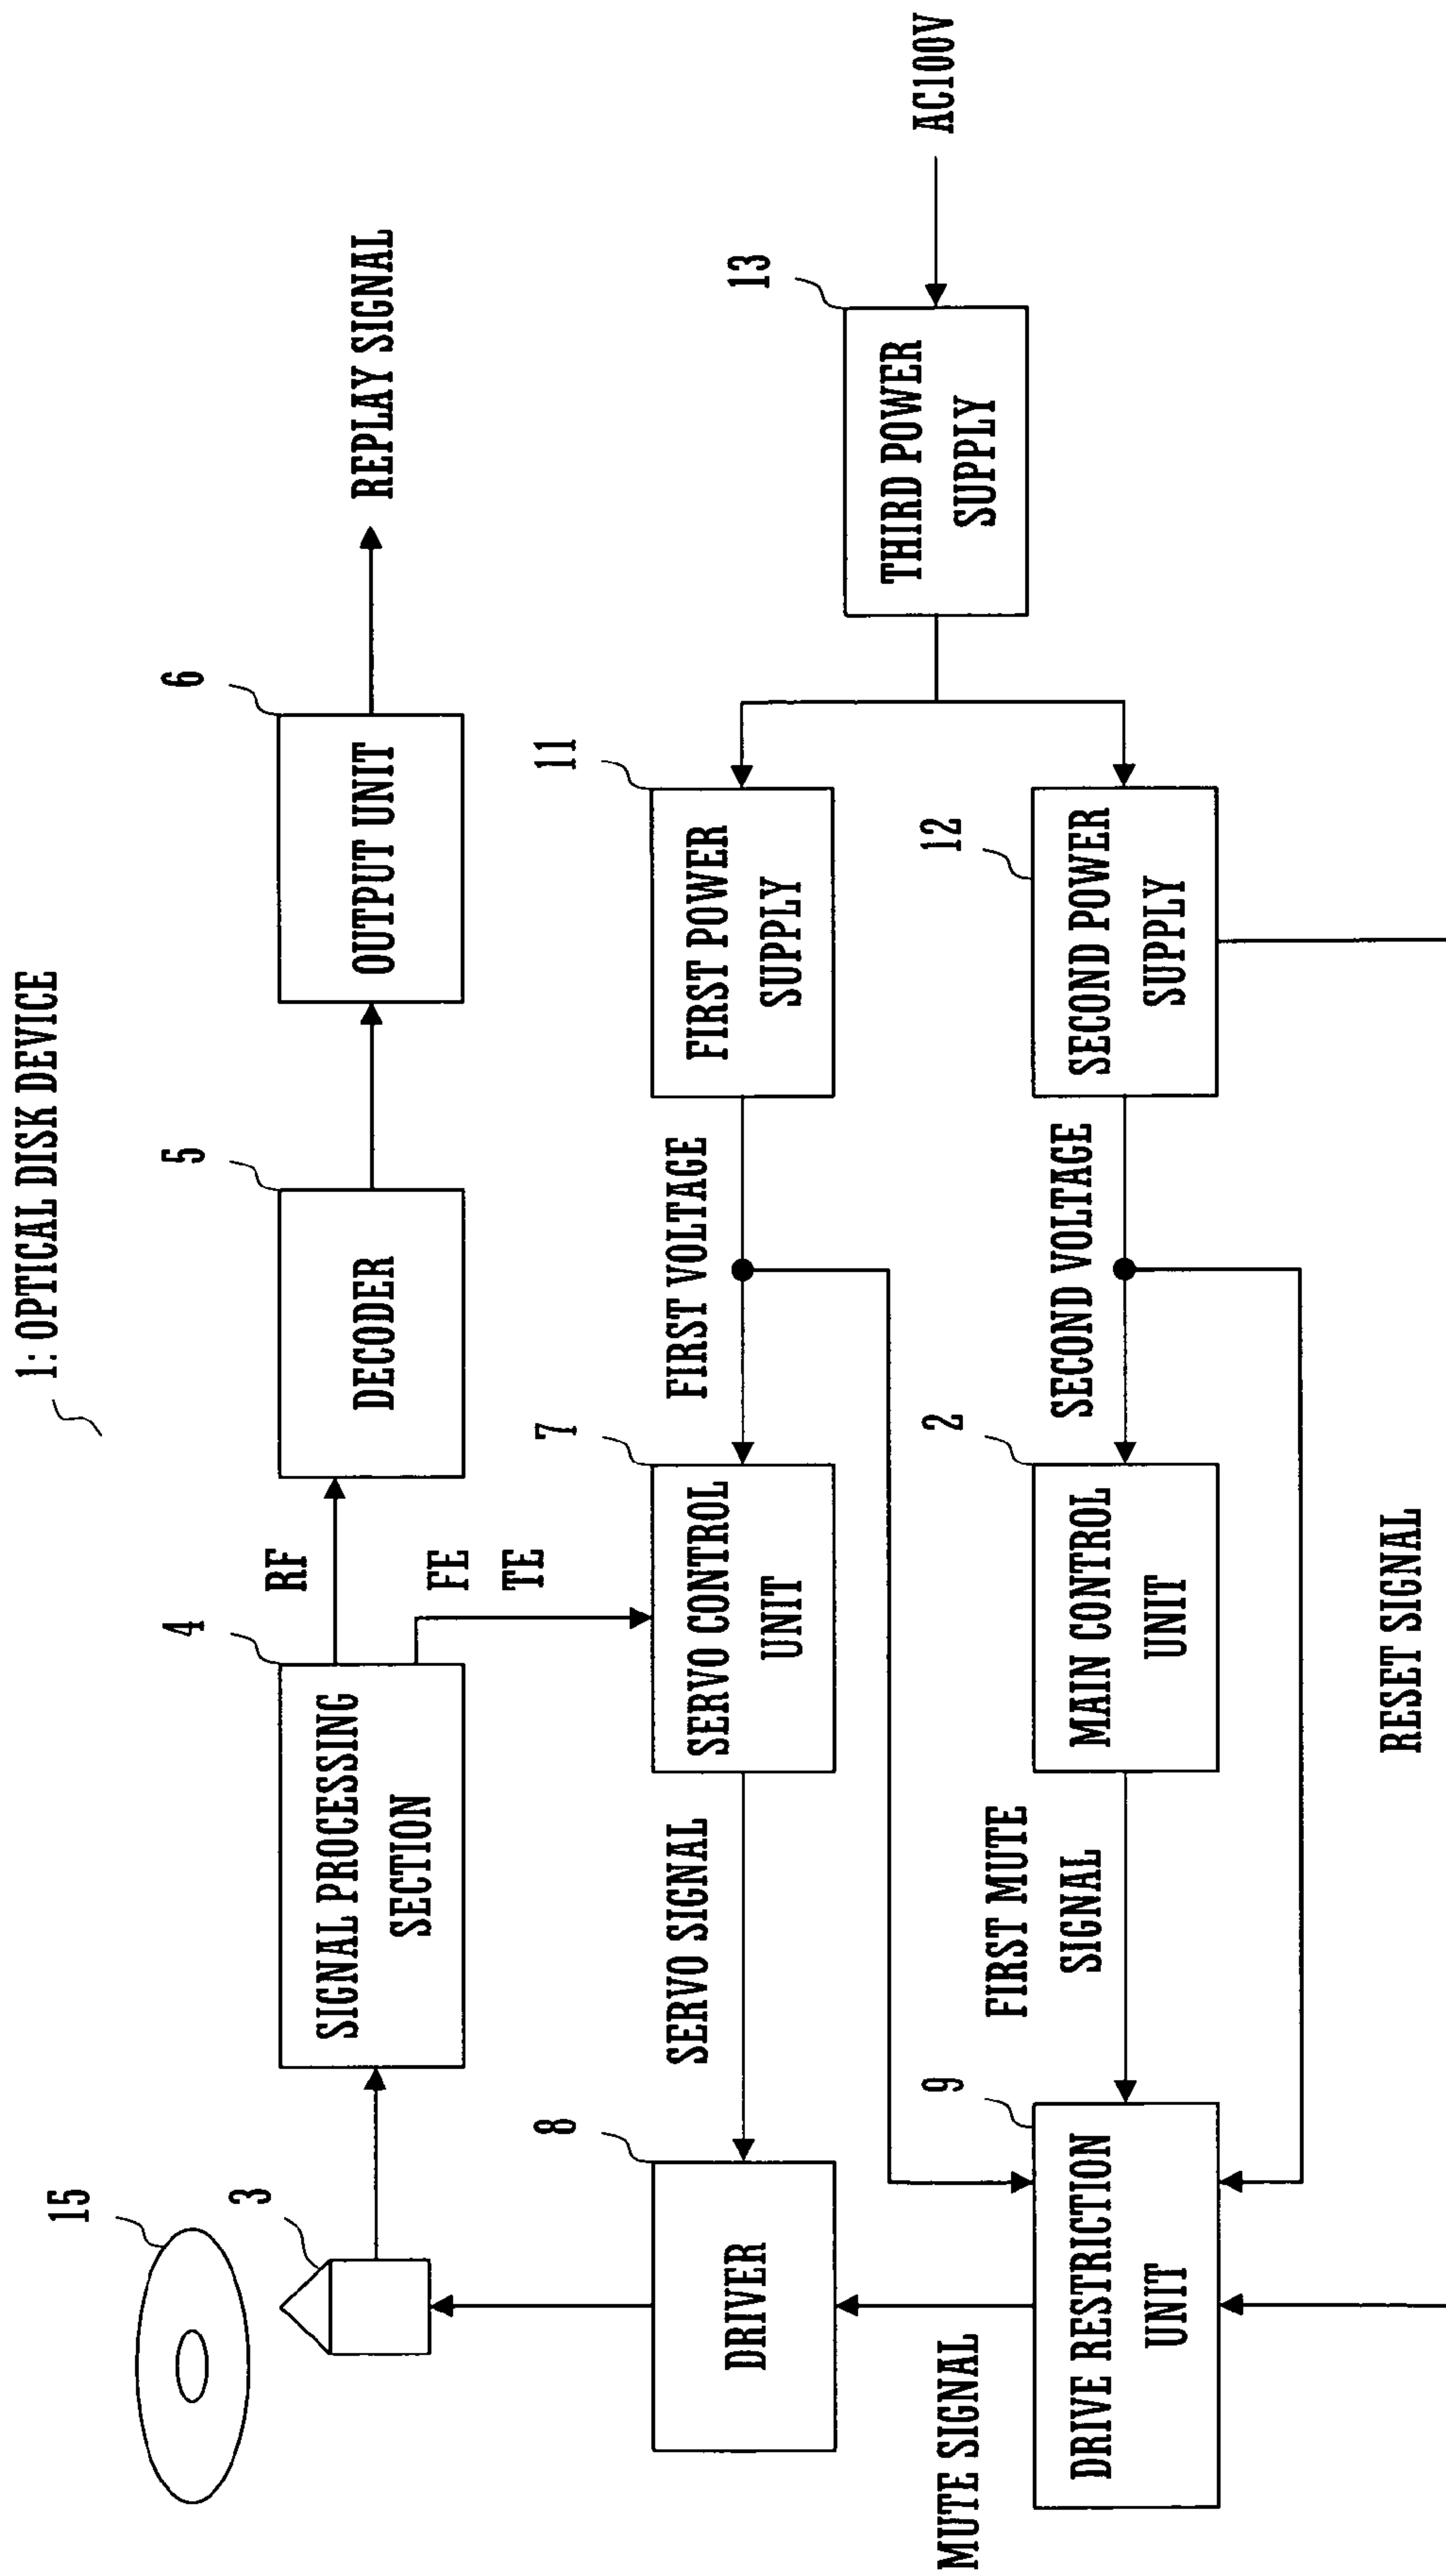 1: OPTICAL DISK DEVICE
15
3
4
SIGNAL PROCESSING
SECTION
RF
FE
TE
5
DECODER
6
OUTPUT UNIT
REPLAY SIGNAL
8
DRIVER
SERVO SIGNAL
7
SERVO CONTROL
UNIT
FIRST VOLTAGE
11
FIRST POWER
SUPPLY
13
THIRD POWER
SUPPLY
AC100V
MUTE SIGNAL
9
DRIVE RESTRICTION
UNIT
FIRST MUTE
SIGNAL
2
MAIN CONTROL
UNIT
SECOND VOLTAGE
12
SECOND POWER
SUPPLY
RESET SIGNAL